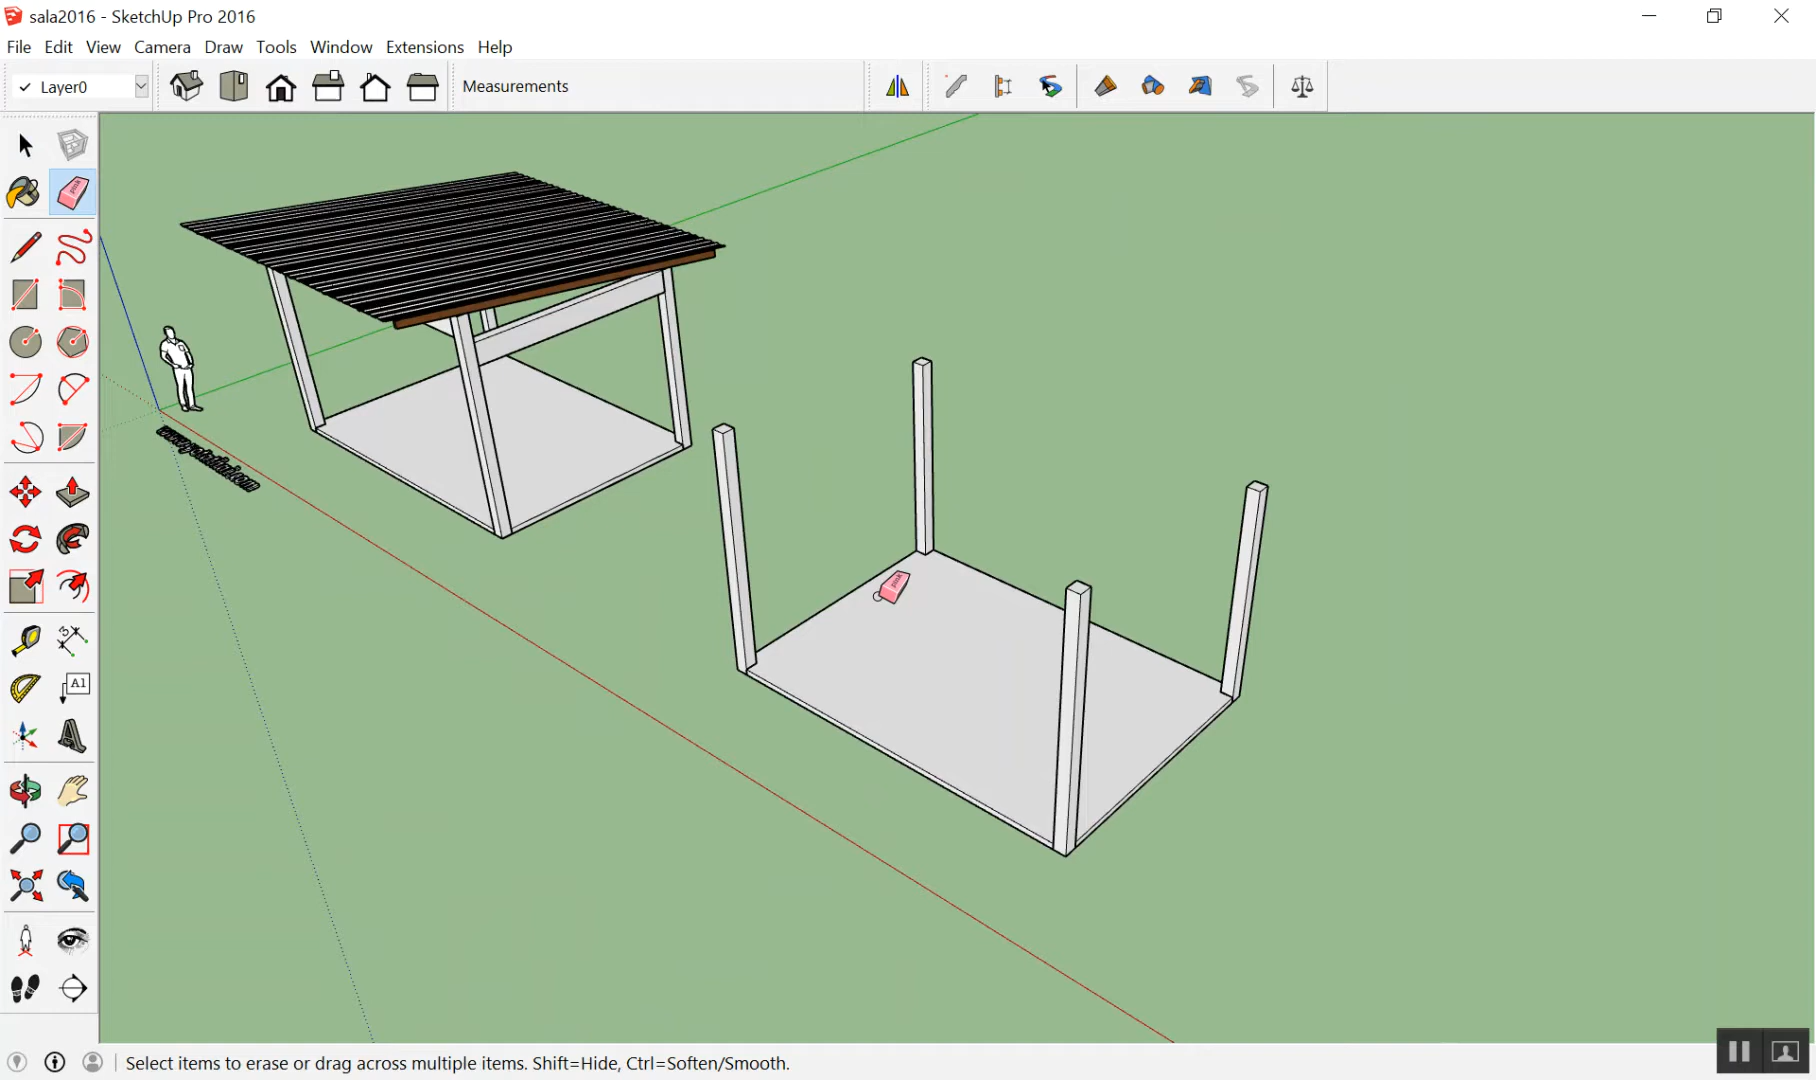 sala2016 - SketchUp Pro 2016
File Edit View Camera Draw Tools Window Extensions Help
Layer0
Measurements
A1
Select items to erase or drag across multiple items. Shift=Hide, Ctrl=Soften/Smooth.